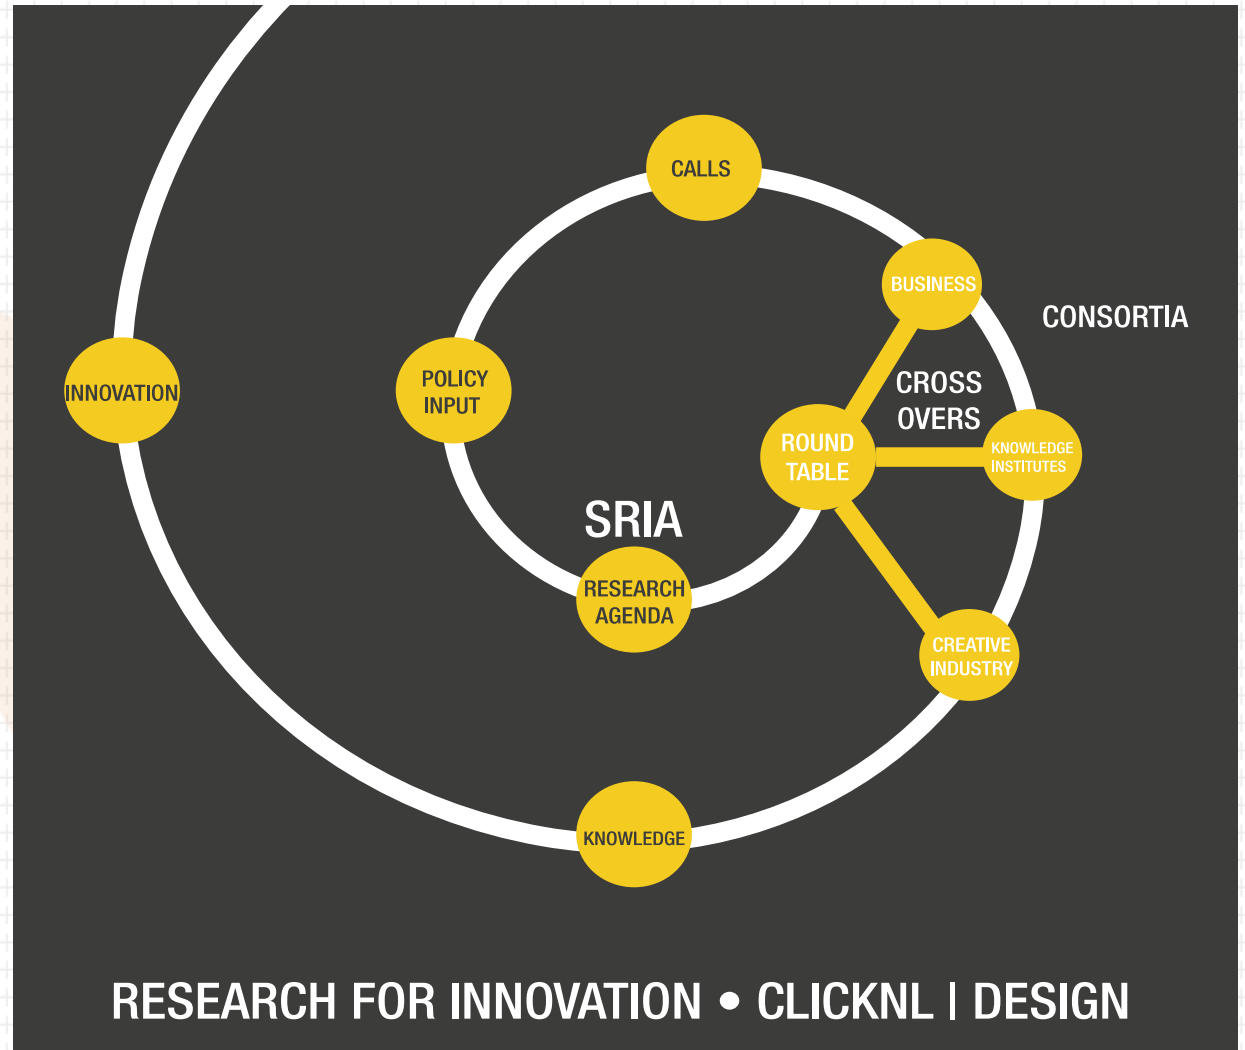 CALLS
BUSINESS
CONSORTIA
CROSS
OVERS
POLICY
INPUT
INNOVATION
ROUND
TABLE
KNOWLEDGE
INSTITUTES
SRIA
RESEARCH
AGENDA
CREATIVE
INDUSTRY
KNOWLEDGE
RESEARCH FOR INNOVATION • CLICKNL | DESIGN